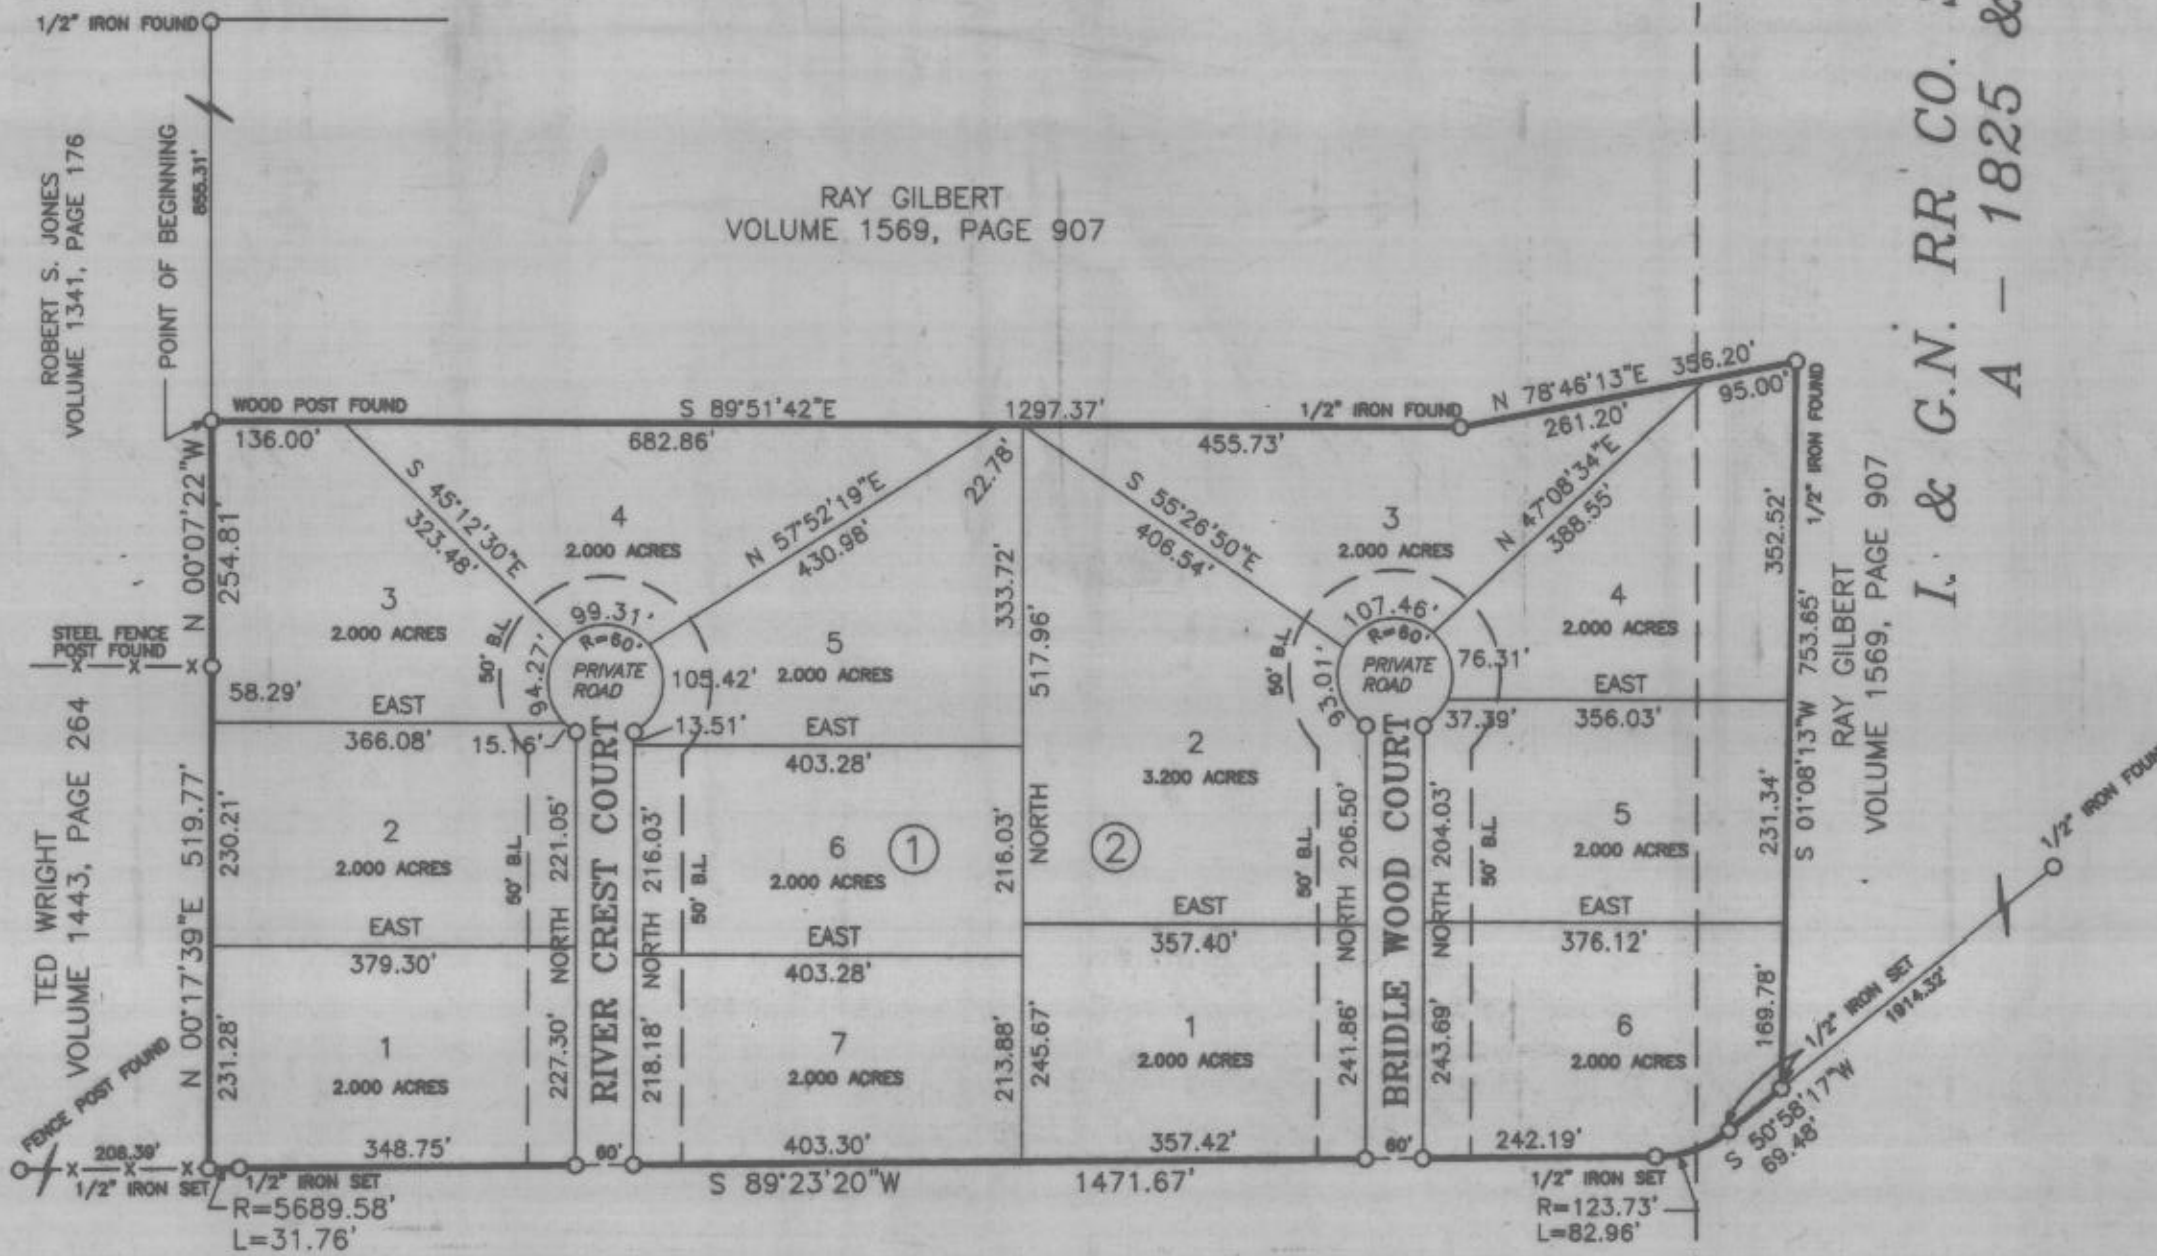 1/2" IRON FOUND
ROBERT S. JONES
VOLUME 1341, PAGE 176
POINT OF BEGINNING
855.31'
RAY GILBERT
VOLUME 1569, PAGE 907
I. & G.N. RR CO.
A - 1825 &
WOOD POST FOUND
S 89°51'42"E
1297.37'
1/2" IRON FOUND
N 78°46'13"E
356.20'
136.00'
682.86'
22.78'
455.73'
261.20'
95.00'
1/2" IRON FOUND
N 00°07'22"W
254.81'
S 45°12'30"E
323.48'
4
2.000 ACRES
N 57°52'19"E
430.98'
333.72'
517.96'
S 55°26'50"E
406.54'
3
2.000 ACRES
N 47°08'34"E
388.55'
352.52'
3
2.000 ACRES
50' B.L.
99.31'
R=60'
PRIVATE
ROAD
94.27'
105.42'
5
2.000 ACRES
50' B.L.
107.46'
R=60'
PRIVATE
ROAD
93.01'
76.31'
4
2.000 ACRES
S 01°08'13"W 753.65'
RAY GILBERT
VOLUME 1569, PAGE 907
STEEL FENCE
POST FOUND
58.29'
EAST
366.08'
15.16'
13.51'
EAST
403.28'
37.39'
EAST
356.03'
TED WRIGHT
VOLUME 1443, PAGE 264
N 00°17'39"E 519.77'
230.21'
2
2.000 ACRES
50' B.L.
NORTH 221.05'
RIVER CREST COURT
NORTH 216.03'
50' B.L.
6
2.000 ACRES
1
216.03'
NORTH
2
2
3.200 ACRES
50' B.L.
NORTH 206.50'
BRIDLE WOOD COURT
NORTH 204.03'
50' B.L.
5
2.000 ACRES
231.34'
EAST
379.30'
EAST
403.28'
EAST
357.40'
EAST
376.12'
231.28'
1
2.000 ACRES
227.30'
218.18'
7
2.000 ACRES
213.88'
245.67'
1
2.000 ACRES
241.86'
243.69'
6
2.000 ACRES
169.78'
1/2" IRON SET
1914.32'
S 50°58'17"W
69.48'
FENCE POST FOUND
208.39'
1/2" IRON SET
1/2" IRON SET
348.75'
60'
403.30'
357.42'
60'
242.19'
S 89°23'20"W
1471.67'
R=5689.58'
L=31.76'
1/2" IRON SET
R=123.73'
L=82.96'